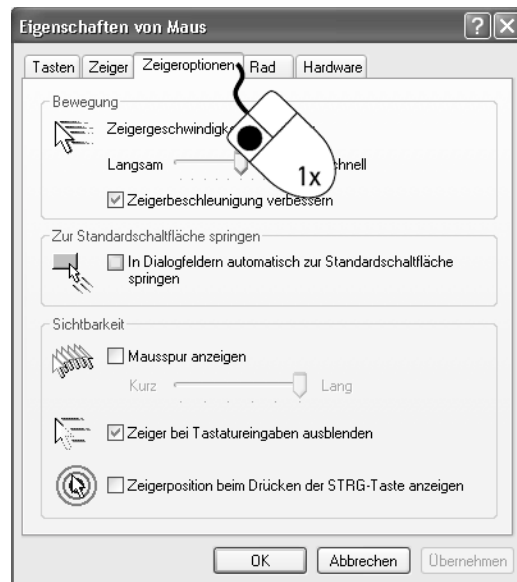 Eigenschaften von Maus
Tasten Zeiger Zeigeroptionen Rad Hardware
Bewegung
Langsam
1x
Zeigerbeschleunigung verbessern
Zur Standardschaltfläche springen
In Dialogfeldern automatisch zur Standardschaltfläche
springen
Sichtbarkeit
Mausspur anzeigen
Kurz Lang
Zeiger bei Tastatureingaben ausblenden
Zeigerposition beim Drücken der STRG-Taste anzeigen
OK Abbrechen Übernehmen